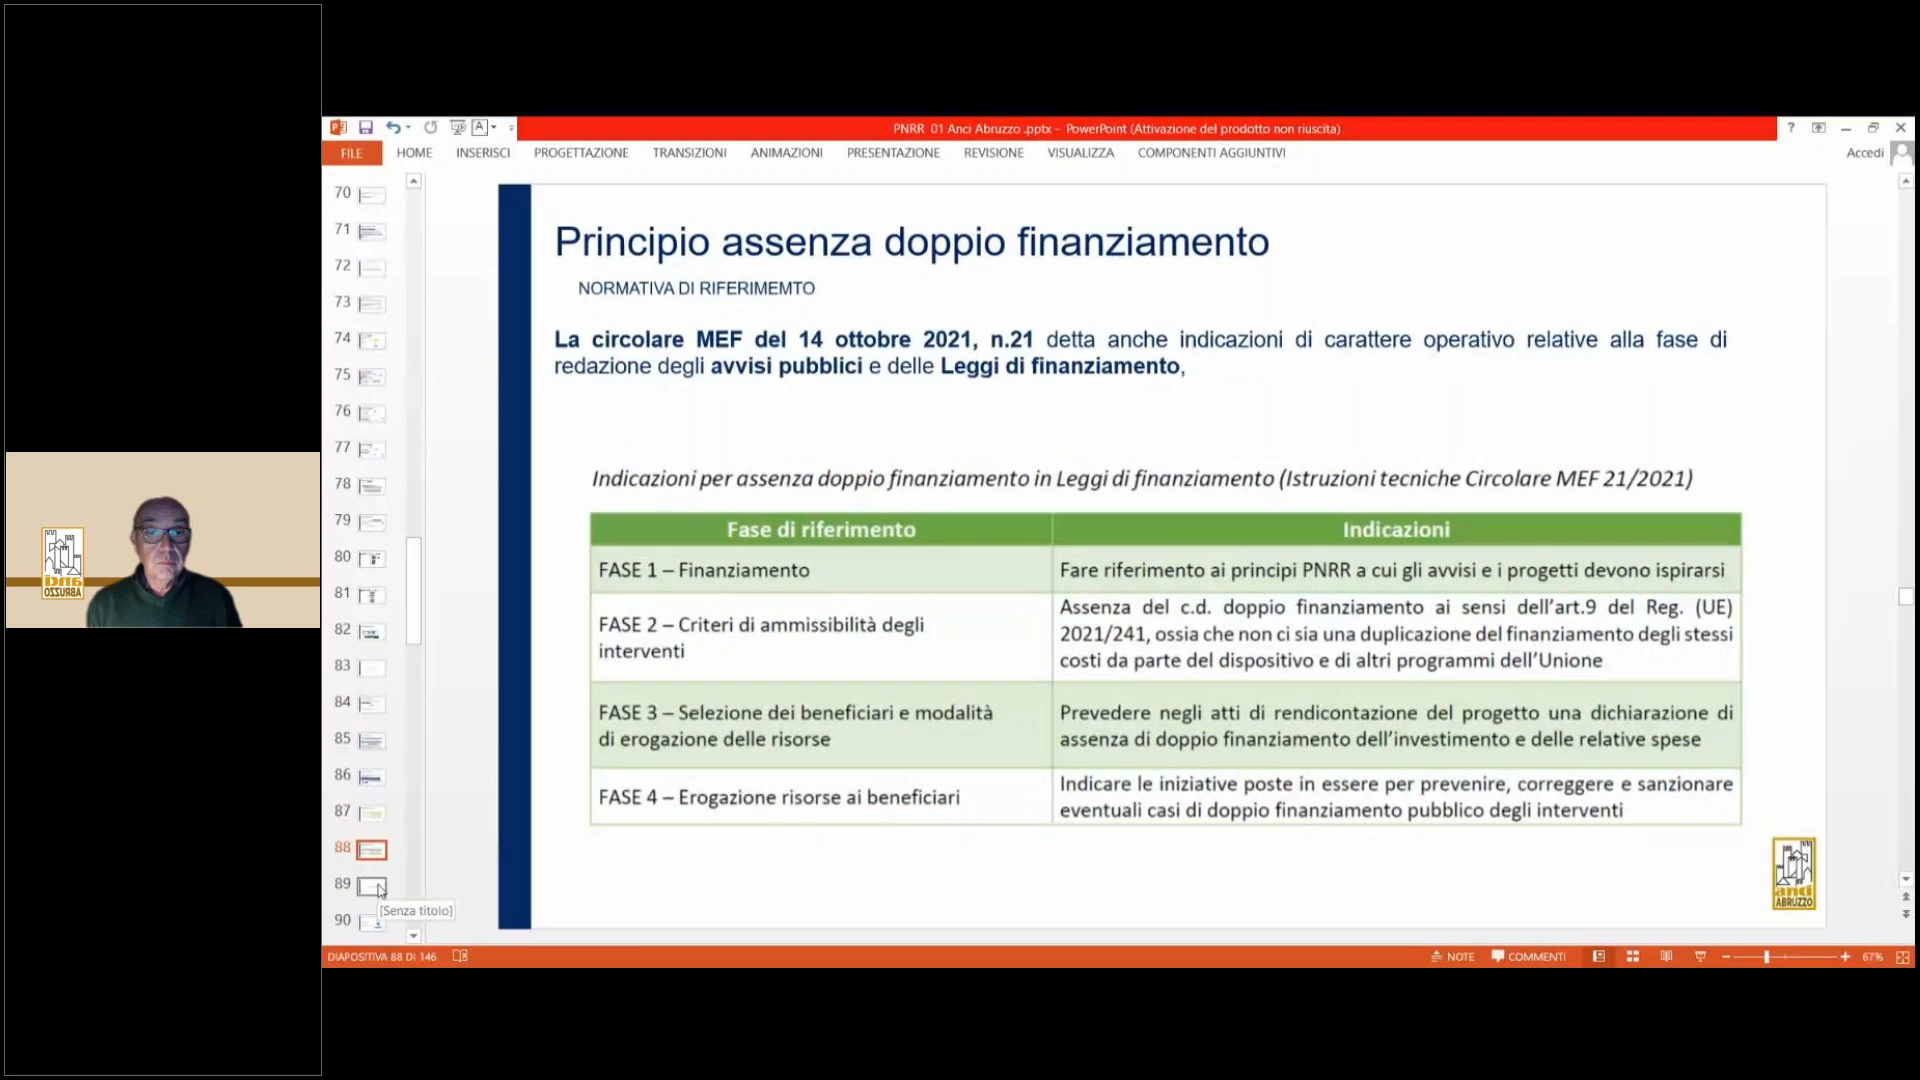 PNRR 01 Anci Abruzzo .pptx - PowerPoint (Attivazione del prodotto non riuscita)
?
FILE HOME INSERISCI PROGETTAZIONE TRANSIZIONI ANIMAZIONI PRESENTAZIONE REVISIONE VISUALIZZA COMPONENTI AGGIUNTIVI Accedi
70
71
72
73
74
75
76
77
78
79
80
81
82
83
84
85
86
87
88
89
[Senza titolo]
90
Principio assenza doppio finanziamento
NORMATIVA DI RIFERIMEMTO
La circolare MEF del 14 ottobre 2021, n.21 detta anche indicazioni di carattere operativo relative alla fase di
redazione degli avvisi pubblici e delle Leggi di finanziamento,
Indicazioni per assenza doppio finanziamento in Leggi di finanziamento (Istruzioni tecniche Circolare MEF 21/2021)
Fase di riferimento Indicazioni
FASE 1 – Finanziamento
Fare riferimento ai principi PNRR a cui gli avvisi e i progetti devono ispirarsi
FASE 2 – Criteri di ammissibilità degli
interventi
Assenza del c.d. doppio finanziamento ai sensi dell'art.9 del Reg. (UE)
2021/241, ossia che non ci sia una duplicazione del finanziamento degli stessi
costi da parte del dispositivo e di altri programmi dell'Unione
FASE 3 – Selezione dei beneficiari e modalità
di erogazione delle risorse
Prevedere negli atti di rendicontazione del progetto una dichiarazione di
assenza di doppio finanziamento dell'investimento e delle relative spese
FASE 4 – Erogazione risorse ai beneficiari
Indicare le iniziative poste in essere per prevenire, correggere e sanzionare
eventuali casi di doppio finanziamento pubblico degli interventi
anci
ABRUZZO
anci
ABRUZZO
DIAPOSITIVA 88 DI 146 NOTE COMMENTI 67%